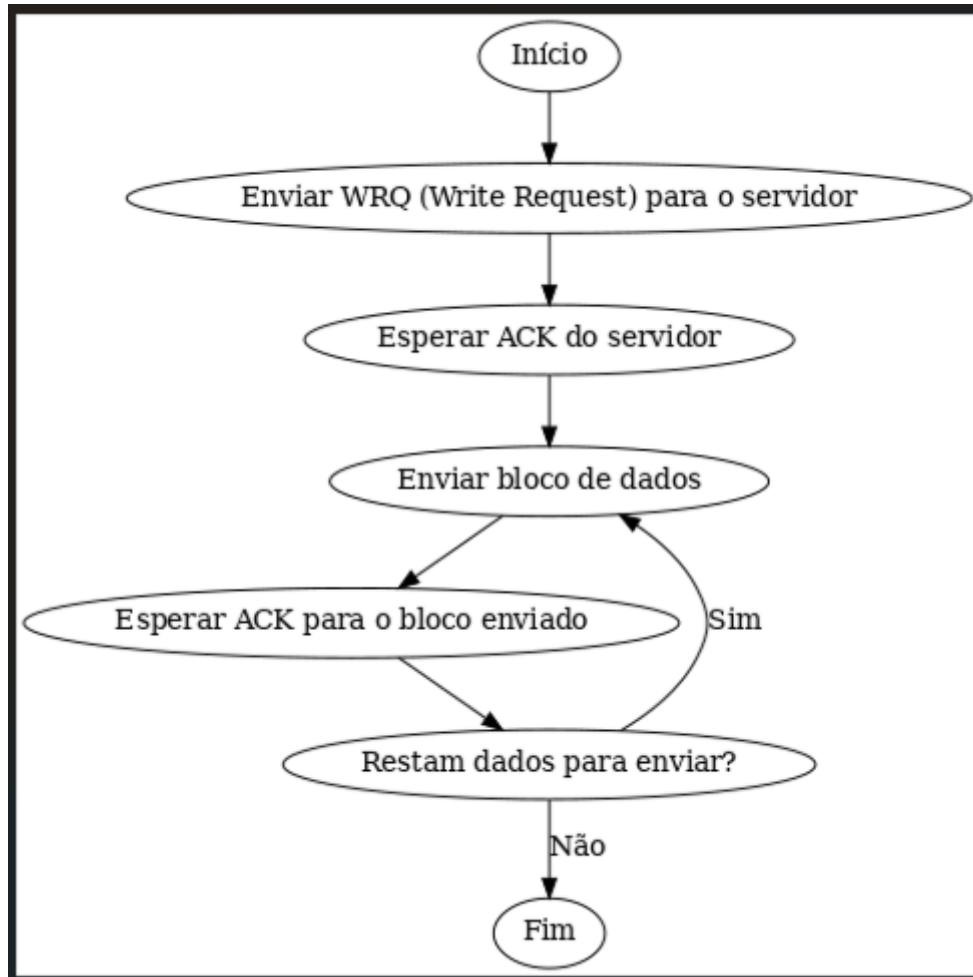 Início
Enviar WRQ (Write Request) para o servidor
Esperar ACK do servidor
Enviar bloco de dados
Esperar ACK para o bloco enviado
Sim
Restam dados para enviar?
Não
Fim